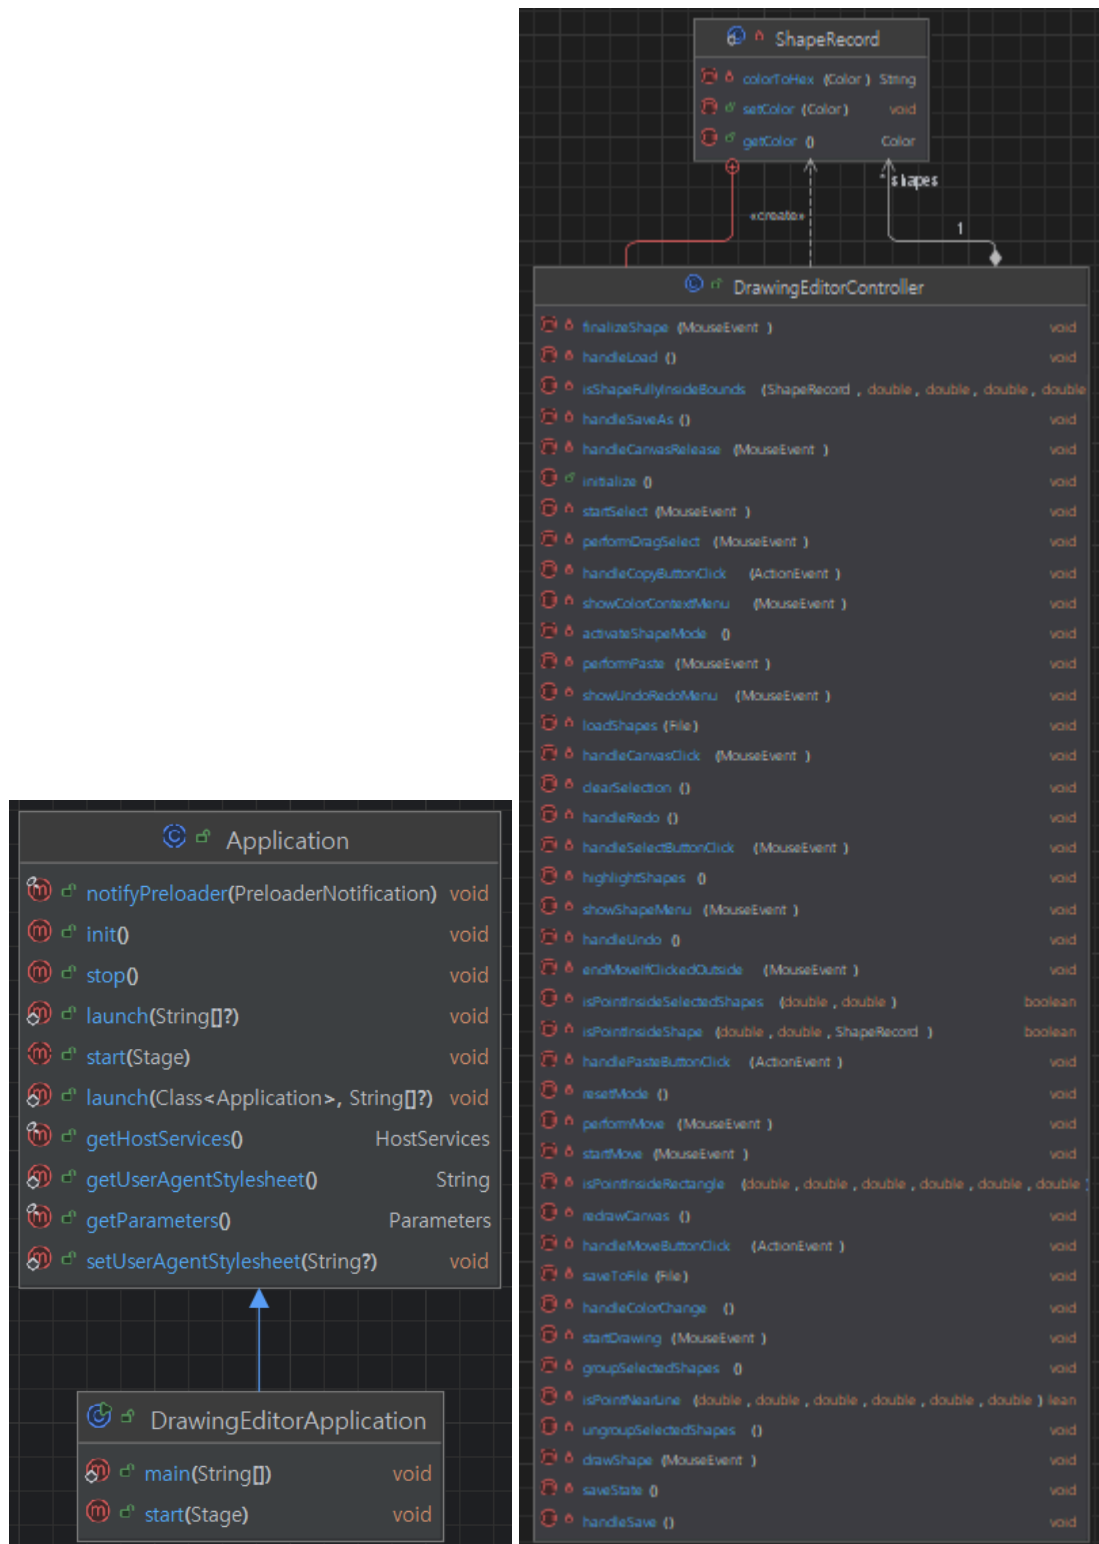 ShapeRecord
colorToHex (Color) String
setColor (Color) void
getColor () Color
* shapes
«create»
1
DrawingEditorController
finalizeShape (MouseEvent) void
handleLoad () void
isShapeFullyInsideBounds (ShapeRecord, double, double, double, double
handleSaveAs () void
handleCanvasRelease (MouseEvent) void
initialize () void
startSelect (MouseEvent) void
performDragSelect (MouseEvent) void
handleCopyButtonClick (ActionEvent) void
showColorContextMenu (MouseEvent) void
activateShapeMode () void
performPaste (MouseEvent) void
showUndoRedoMenu (MouseEvent) void
loadShapes (File) void
handleCanvasClick (MouseEvent) void
clearSelection () void
handleRedo () void
handleSelectButtonClick (MouseEvent) void
highlightShapes () void
showShapeMenu (MouseEvent) void
handleUndo () void
endMoveIfClickedOutside (MouseEvent) void
isPointInsideSelectedShapes (double, double) boolean
isPointInsideShape (double, double, ShapeRecord) boolean
handlePasteButtonClick (ActionEvent) void
resetMode () void
performMove (MouseEvent) void
startMove (MouseEvent) void
isPointInsideRectangle (double, double, double, double, double, double)
redrawCanvas () void
handleMoveButtonClick (ActionEvent) void
saveToFile (File) void
handleColorChange () void
startDrawing (MouseEvent) void
groupSelectedShapes () void
isPointNearLine (double, double, double, double, double, double) lean
ungroupSelectedShapes () void
drawShape (MouseEvent) void
saveState () void
handleSave () void
Application
notifyPreloader(PreloaderNotification) void
init() void
stop() void
launch(String[]?) void
start(Stage) void
launch(Class<Application>, String[]?) void
getHostServices() HostServices
getUserAgentStylesheet() String
getParameters() Parameters
setUserAgentStylesheet(String?) void
DrawingEditorApplication
main(String[]) void
start(Stage) void